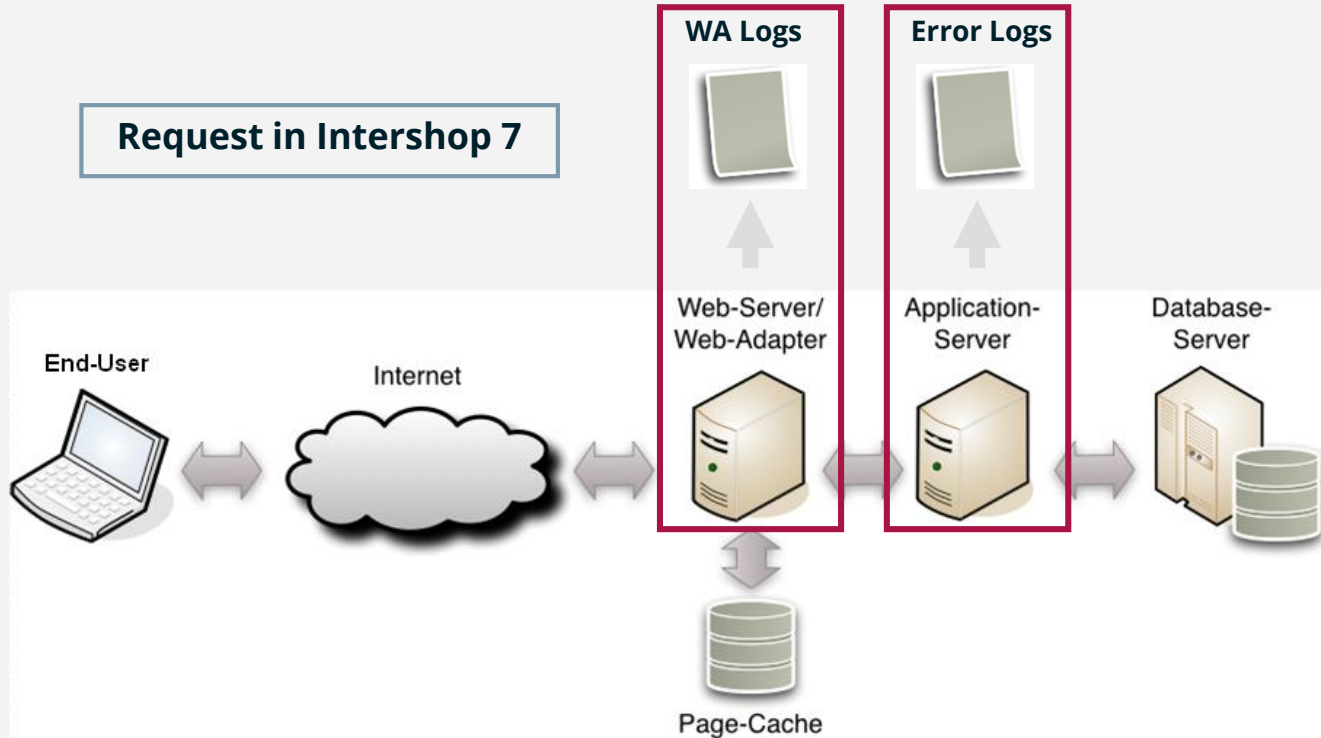 WA Logs
Error Logs
Request in Intershop 7
Web-Server/
Web-Adapter
Application-
Server
Database-
Server
End-User
Internet
Page-Cache